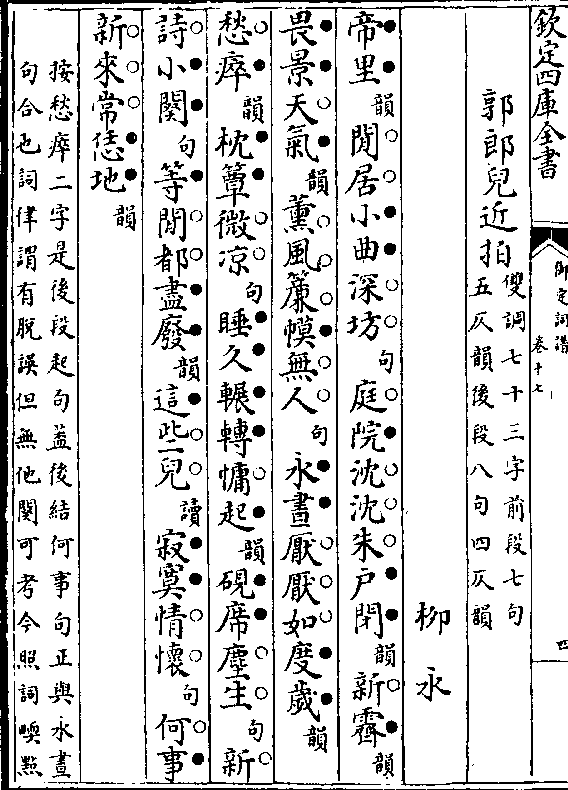 欽定四庫全書
御定詞譜
卷十七
四
郭郎兒近拍
雙調七十三字前段七句
五仄韻後段八句四仄韻
柳永
帝里韻閒居小曲深坊句庭院沈沈朱戶閉韻新霽韻
畏景天氣韻薰風簾幙無人句永晝厭厭如度歲韻
愁瘁韻枕簟微凉句睡久輾轉慵起韻硯席塵生句新
詩小闋句等閒都盡廢韻這些兒讀寂寞情懷句何事
新來常恁地韻
按愁瘁二字是後段起句葢後結何事句正與永晝
句合也詞律謂有脫誤但無他闋可考今照詞喫點